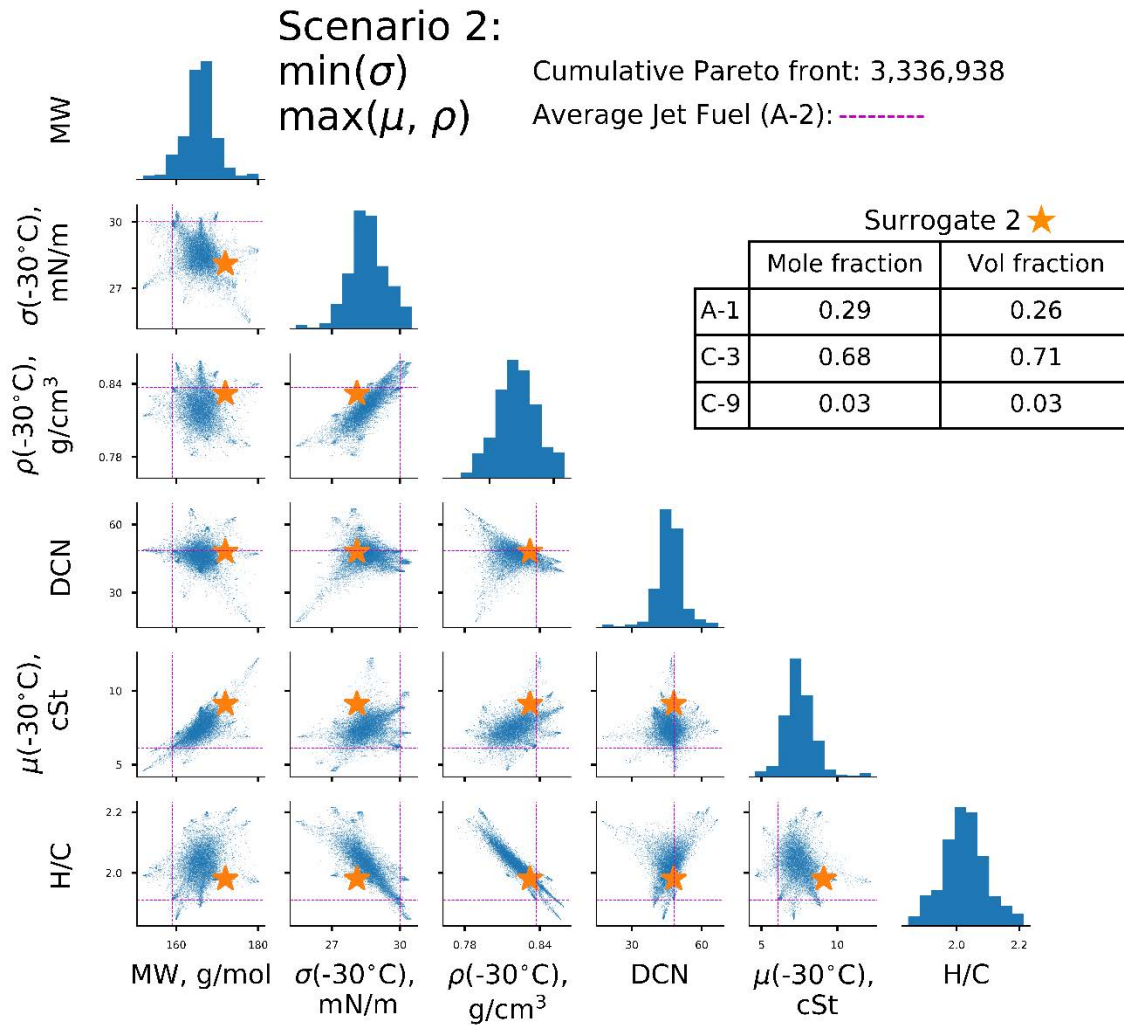 Scenario 2:
min(σ)
max(μ, ρ)
Cumulative Pareto front: 3,336,938
Average Jet Fuel (A-2): ---------
MW
Surrogate 2
Mole fraction Vol fraction
A-1 0.29 0.26
C-3 0.68 0.71
C-9 0.03 0.03
σ(-30°C),
mN/m
30
27
ρ(-30°C),
g/cm³
0.84
0.78
DCN
60
30
μ(-30°C),
cSt
10
5
H/C
2.2
2.0
160 180
27 30
0.78 0.84
30 60
5 10
2.0 2.2
MW, g/mol
σ(-30°C),
mN/m
ρ(-30°C),
g/cm³
DCN
μ(-30°C),
cSt
H/C